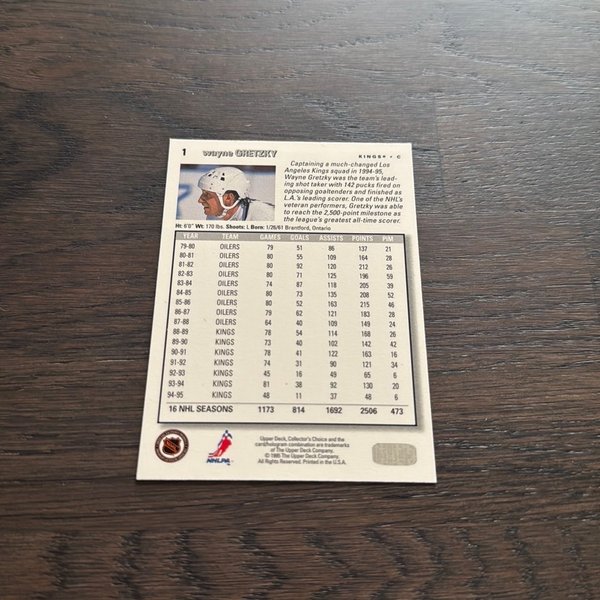 1 Wayne GRETZKY KINGS® • C
Captaining a much-changed Los
Angeles Kings squad in 1994-95,
Wayne Gretzky was the team's lead-
ing shot taker with 142 pucks fired on
opposing goaltenders and finished as
L.A.'s leading scorer. One of the NHL's
veteran performers, Gretzky was able
to reach the 2,500-point milestone as
the league's greatest all-time scorer.
Ht: 6'0" Wt: 170 lbs. Shoots: L Born: 1/26/61 Brantford, Ontario
YEAR TEAM GAMES GOALS ASSISTS POINTS PIM
79-80 OILERS 79 51 86 137 21
80-81 OILERS 80 55 109 164 28
81-82 OILERS 80 92 120 212 26
82-83 OILERS 80 71 125 196 59
83-84 OILERS 74 87 118 205 39
84-85 OILERS 80 73 135 208 52
85-86 OILERS 80 52 163 215 46
86-87 OILERS 79 62 121 183 28
87-88 OILERS 64 40 109 149 24
88-89 KINGS 78 54 114 168 26
89-90 KINGS 73 40 102 142 42
90-91 KINGS 78 41 122 163 16
91-92 KINGS 74 31 90 121 34
92-93 KINGS 45 16 49 65 6
93-94 KINGS 81 38 92 130 20
94-95 KINGS 48 11 37 48 6
16 NHL SEASONS 1173 814 1692 2506 473
NHLPA
Upper Deck, Collector's Choice and the
card/hologram combination are trademarks
of The Upper Deck Company.
© 1995 The Upper Deck Company.
All Rights Reserved. Printed in the U.S.A.